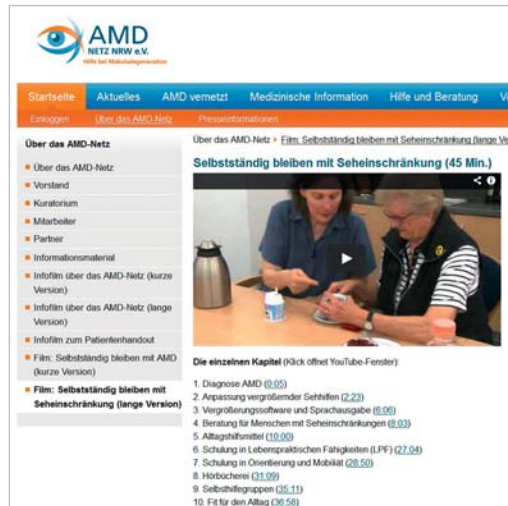 AMD
NETZ NRW e.V.
Hilfe bei Makuladegeneration
Startseite Aktuelles AMD vernetzt Medizinische Information Hilfe und Beratung
Einloggen Über das AMD-Netz Presseinformationen
Über das AMD-Netz
Über das AMD-Netz
Vorstand
Kuratorium
Mitarbeiter
Partner
Informationsmaterial
Infofilm über das AMD-Netz (kurze
Version)
Infofilm über das AMD-Netz (lange
Version)
Infofilm zum Patientenhandout
Film: Selbstständig bleiben mit AMD
(kurze Version)
Film: Selbstständig bleiben mit
Seheinschränkung (lange Version)
Über das AMD-Netz Film: Selbstständig bleiben mit Seheinschränkung (lange Ve
Selbstständig bleiben mit Seheinschränkung (45 Min.)
Die einzelnen Kapitel (Klick öffnet YouTube-Fenster):
1. Diagnose AMD (0:05)
2. Anpassung vergrößernder Sehhilfen (2:23)
3. Vergrößerungssoftware und Sprachausgabe (6:06)
4. Beratung für Menschen mit Seheinschränkungen (8:03)
5. Alltagshilfsmittel (10:00)
6. Schulung in Lebenspraktischen Fähigkeiten (LPF) (27:04)
7. Schulung in Orientierung und Mobilität (28:50)
8. Hörbücherei (31:09)
9. Selbsthilfegruppen (35:11)
10. Fit für den Alltag (36:58)